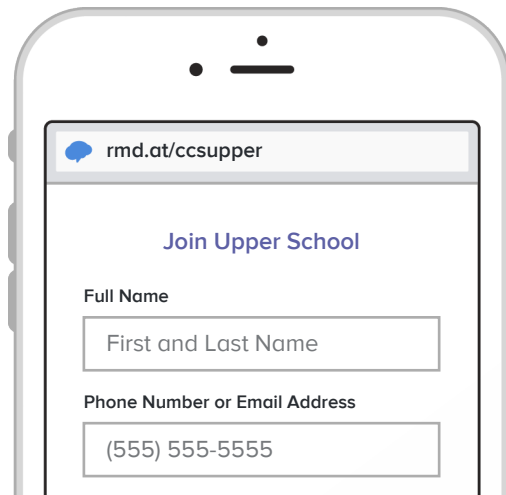 rmd.at/ccsupper
Join Upper School
Full Name
First and Last Name
Phone Number or Email Address
(555) 555-5555